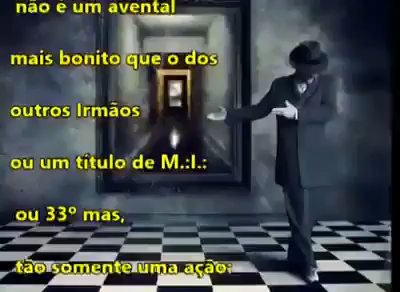 não é um avental
mais bonito que o dos
outros Irmãos
ou um título de M.:I.:
ou 33º mas,
tão somente uma ação: